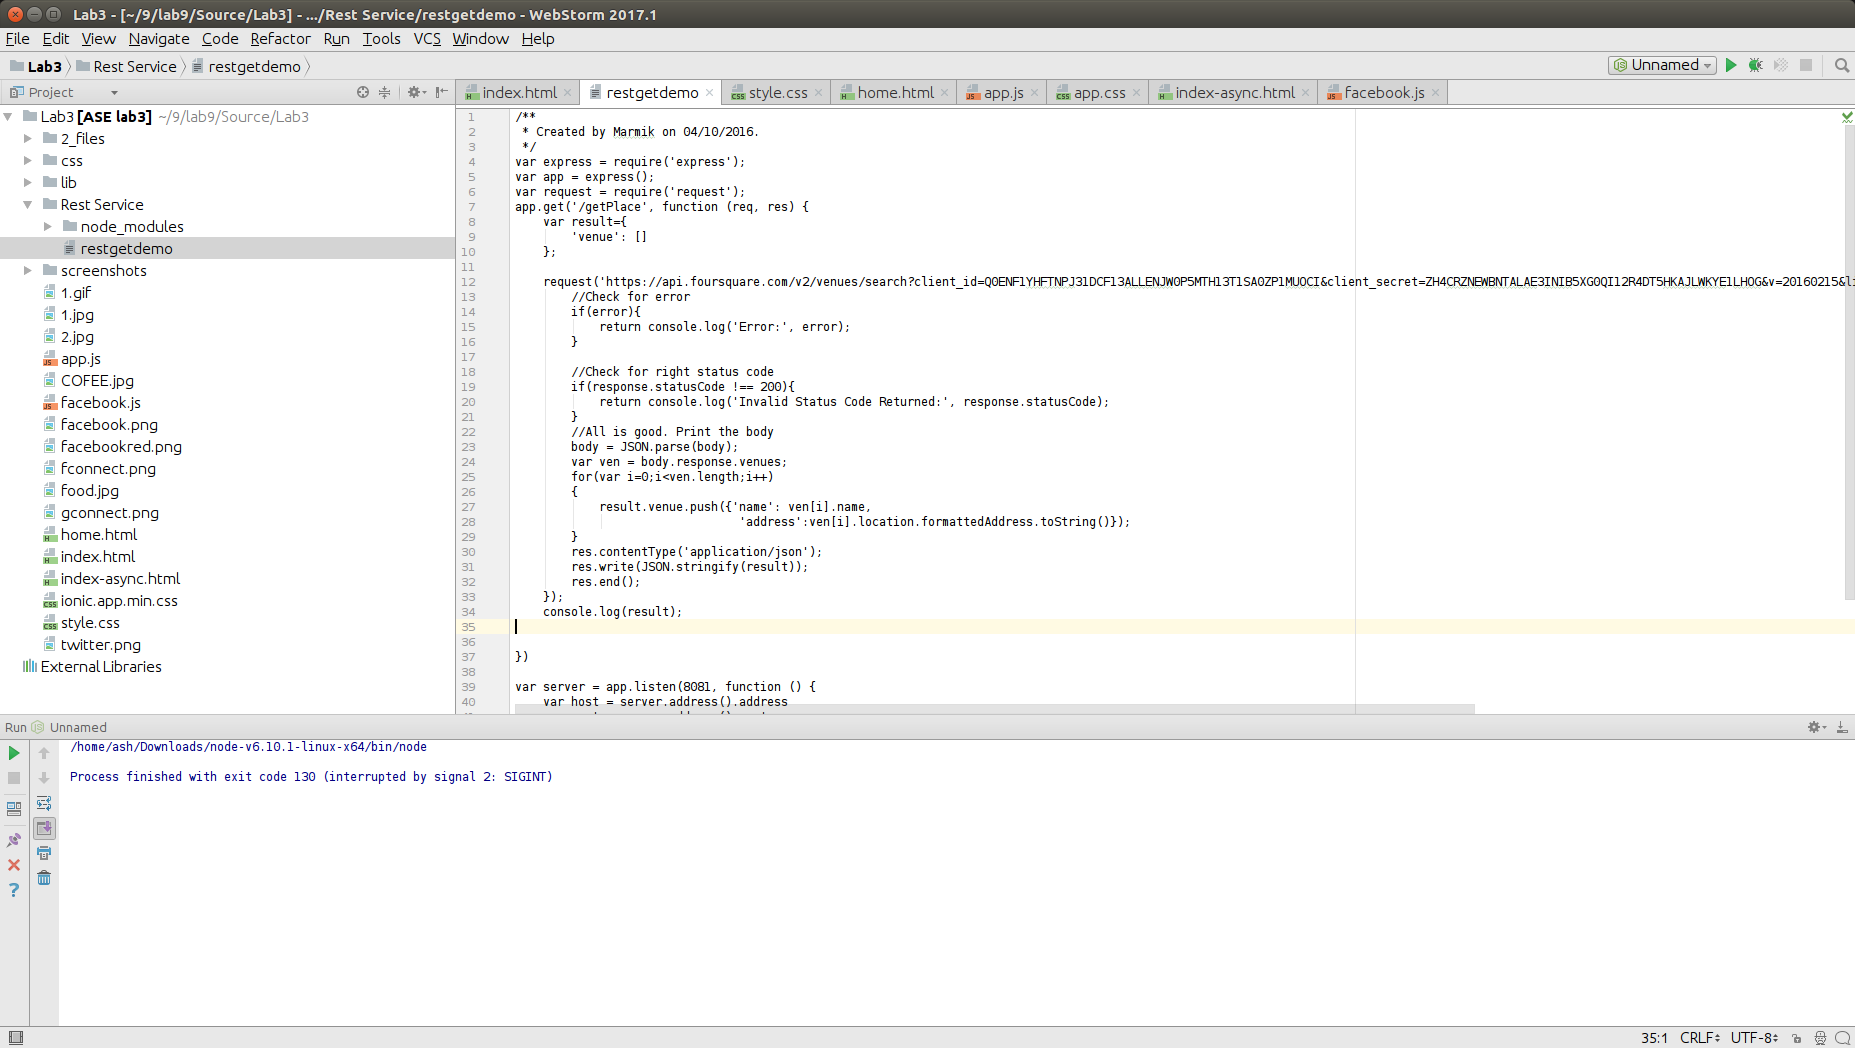 Lab3 - [~/9/lab9/Source/Lab3] - .../Rest Service/restgetdemo - WebStorm 2017.1
File Edit View Navigate Code Refactor Run Tools VCS Window Help
Lab3 Rest Service restgetdemo
Unnamed
Project
index.html restgetdemo style.css home.html app.js app.css index-async.html facebook.js
Lab3 [ASE lab3] ~/9/lab9/Source/Lab3
2_files
css
lib
Rest Service
node_modules
restgetdemo
screenshots
1.gif
1.jpg
2.jpg
app.js
COFEE.jpg
facebook.js
facebook.png
facebookred.png
fconnect.png
food.jpg
gconnect.png
home.html
index.html
index-async.html
ionic.app.min.css
style.css
twitter.png
External Libraries
1 /**
2  * Created by Marmik on 04/10/2016.
3  */
4 var express = require('express');
5 var app = express();
6 var request = require('request');
7 app.get('/getPlace', function (req, res) {
8     var result={
9         'venue': []
10     };
11
12     request('https://api.foursquare.com/v2/venues/search?client_id=
13         //Check for error
14         if(error){
15             return console.log('Error:', error);
16         }
17
18         //Check for right status code
19         if(response.statusCode !== 200){
20             return console.log('Invalid Status Code Returned:', response.statusCode);
21         }
22         //All is good. Print the body
23         body = JSON.parse(body);
24         var ven = body.response.venues;
25         for(var i=0;i<ven.length;i++)
26         {
27             result.venue.push({'name': ven[i].name,
28                                 'address':ven[i].location.formattedAddress.toString()});
29         }
30         res.contentType('application/json');
31         res.write(JSON.stringify(result));
32         res.end();
33     });
34     console.log(result);
35
36
37 })
38
39 var server = app.listen(8081, function () {
40     var host = server.address().address
Run Unnamed
/home/ash/Downloads/node-v6.10.1-linux-x64/bin/node
Process finished with exit code 130 (interrupted by signal 2: SIGINT)
35:1 CRLF UTF-8